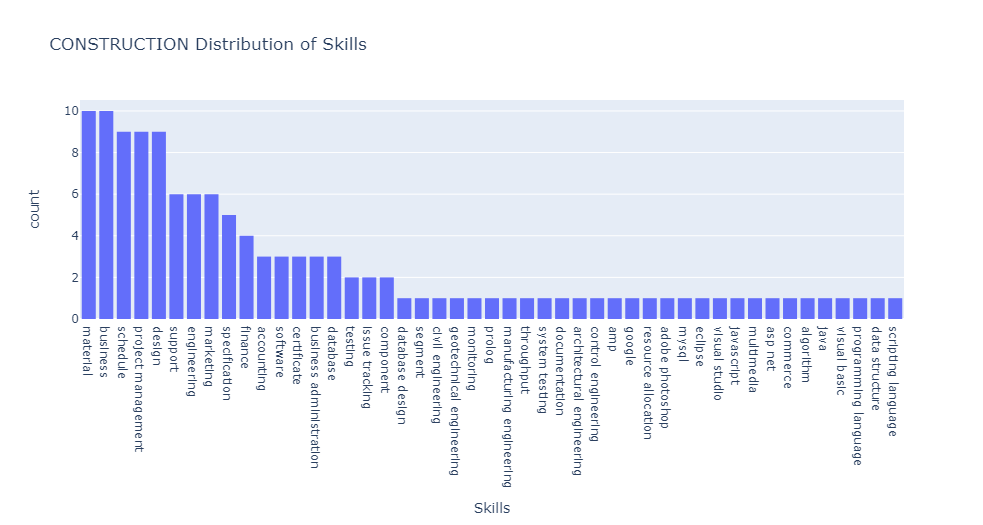 CONSTRUCTION Distribution of Skills
count
10
8
6
4
2
0
material
business
schedule
project management
design
support
engineering
marketing
specification
finance
accounting
software
certificate
business administration
database
testing
issue tracking
component
database design
segment
civil engineering
geotechnical engineering
monitoring
prolog
manufacturing engineering
throughput
system testing
documentation
architectural engineering
control engineering
amp
google
resource allocation
adobe photoshop
mysql
eclipse
visual studio
javascript
multimedia
asp net
commerce
algorithm
java
visual basic
programming language
data structure
scripting language
Skills